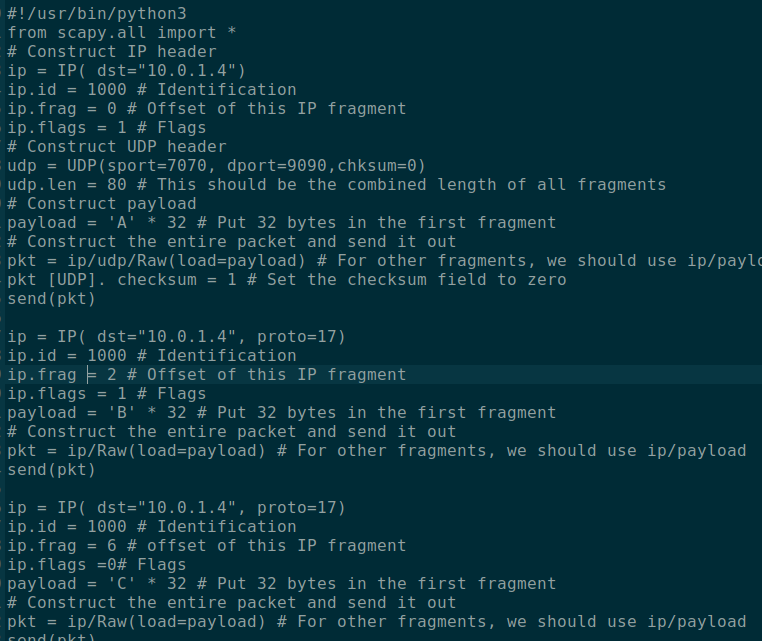 #!/usr/bin/python3
from scapy.all import *
# Construct IP header
ip = IP( dst="10.0.1.4")
ip.id = 1000 # Identification
ip.frag = 0 # Offset of this IP fragment
ip.flags = 1 # Flags
# Construct UDP header
udp = UDP(sport=7070, dport=9090,chksum=0)
udp.len = 80 # This should be the combined length of all fragments
# Construct payload
payload = 'A' * 32 # Put 32 bytes in the first fragment
# Construct the entire packet and send it out
pkt = ip/udp/Raw(load=payload) # For other fragments, we should use ip/paylo
pkt [UDP]. checksum = 1 # Set the checksum field to zero
send(pkt)

ip = IP( dst="10.0.1.4", proto=17)
ip.id = 1000 # Identification
ip.frag = 2 # Offset of this IP fragment
ip.flags = 1 # Flags
payload = 'B' * 32 # Put 32 bytes in the first fragment
# Construct the entire packet and send it out
pkt = ip/Raw(load=payload) # For other fragments, we should use ip/payload
send(pkt)

ip = IP( dst="10.0.1.4", proto=17)
ip.id = 1000 # Identification
ip.frag = 6 # offset of this IP fragment
ip.flags =0# Flags
payload = 'C' * 32 # Put 32 bytes in the first fragment
# Construct the entire packet and send it out
pkt = ip/Raw(load=payload) # For other fragments, we should use ip/payload
send(pkt)